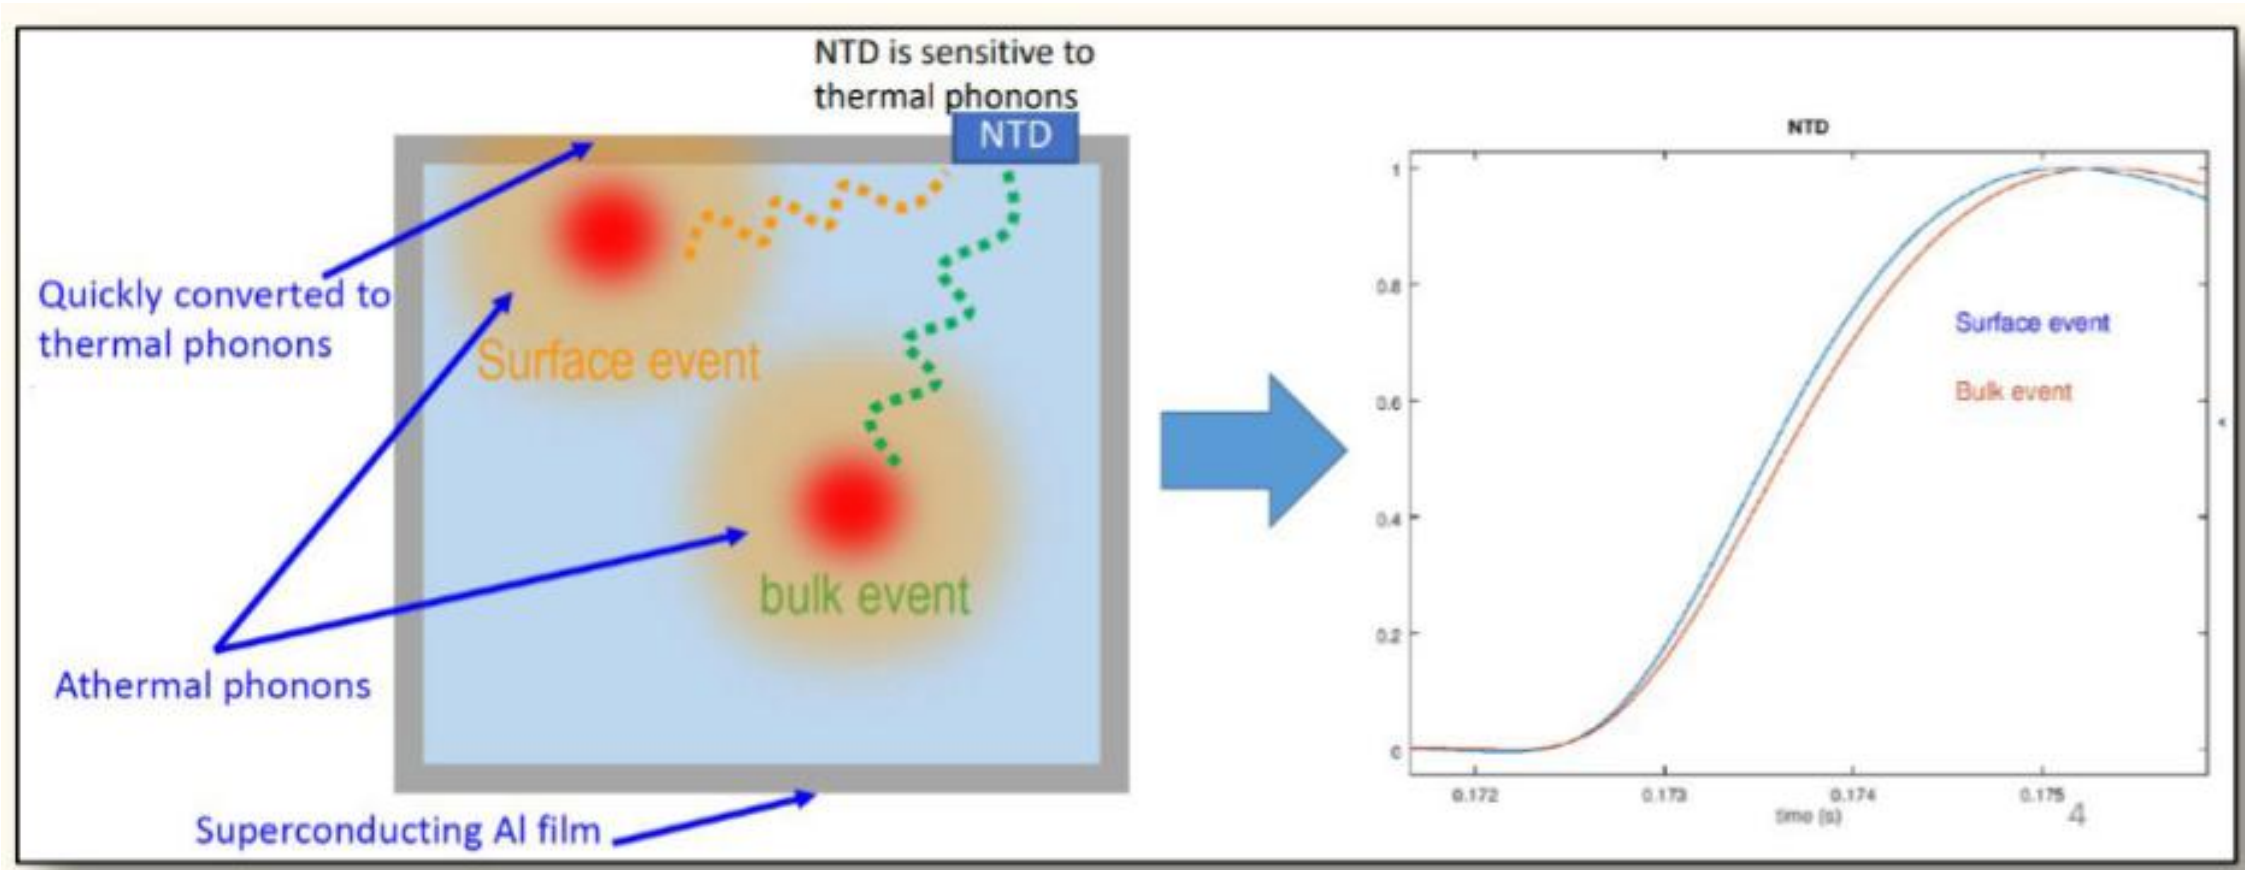 NTD is sensitive to
thermal phonons
NTD
Quickly converted to
thermal phonons
Surface event
bulk event
Athermal phonons
Superconducting Al film
NTD
1
0.8
0.6
0.4
0.2
0
Surface event
Bulk event
0.172
0.173
0.174
0.175
time (s)
4